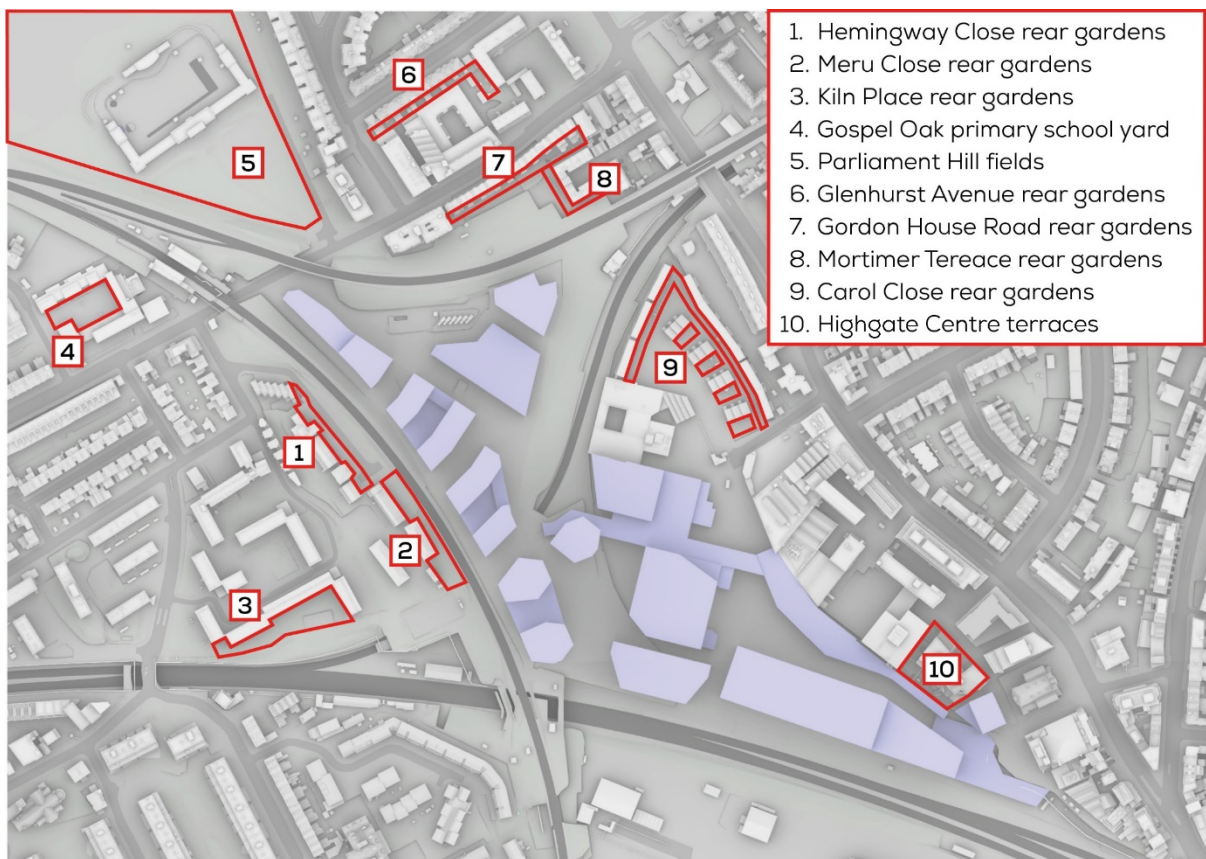 1. Hemingway Close rear gardens
2. Meru Close rear gardens
3. Kiln Place rear gardens
4. Gospel Oak primary school yard
5. Parliament Hill fields
6. Glenhurst Avenue rear gardens
7. Gordon House Road rear gardens
8. Mortimer Tereace rear gardens
9. Carol Close rear gardens
10. Highgate Centre terraces
6
5
7
8
4
9
1
2
3
10